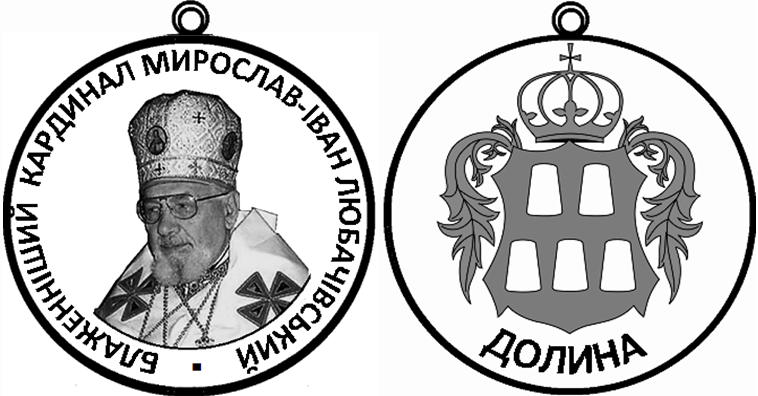 БЛАЖЕННІШИЙ КАРДИНАЛ МИРОСЛАВ-ІВАН ЛЮБАЧІВСЬКИЙ
ДОЛИНА